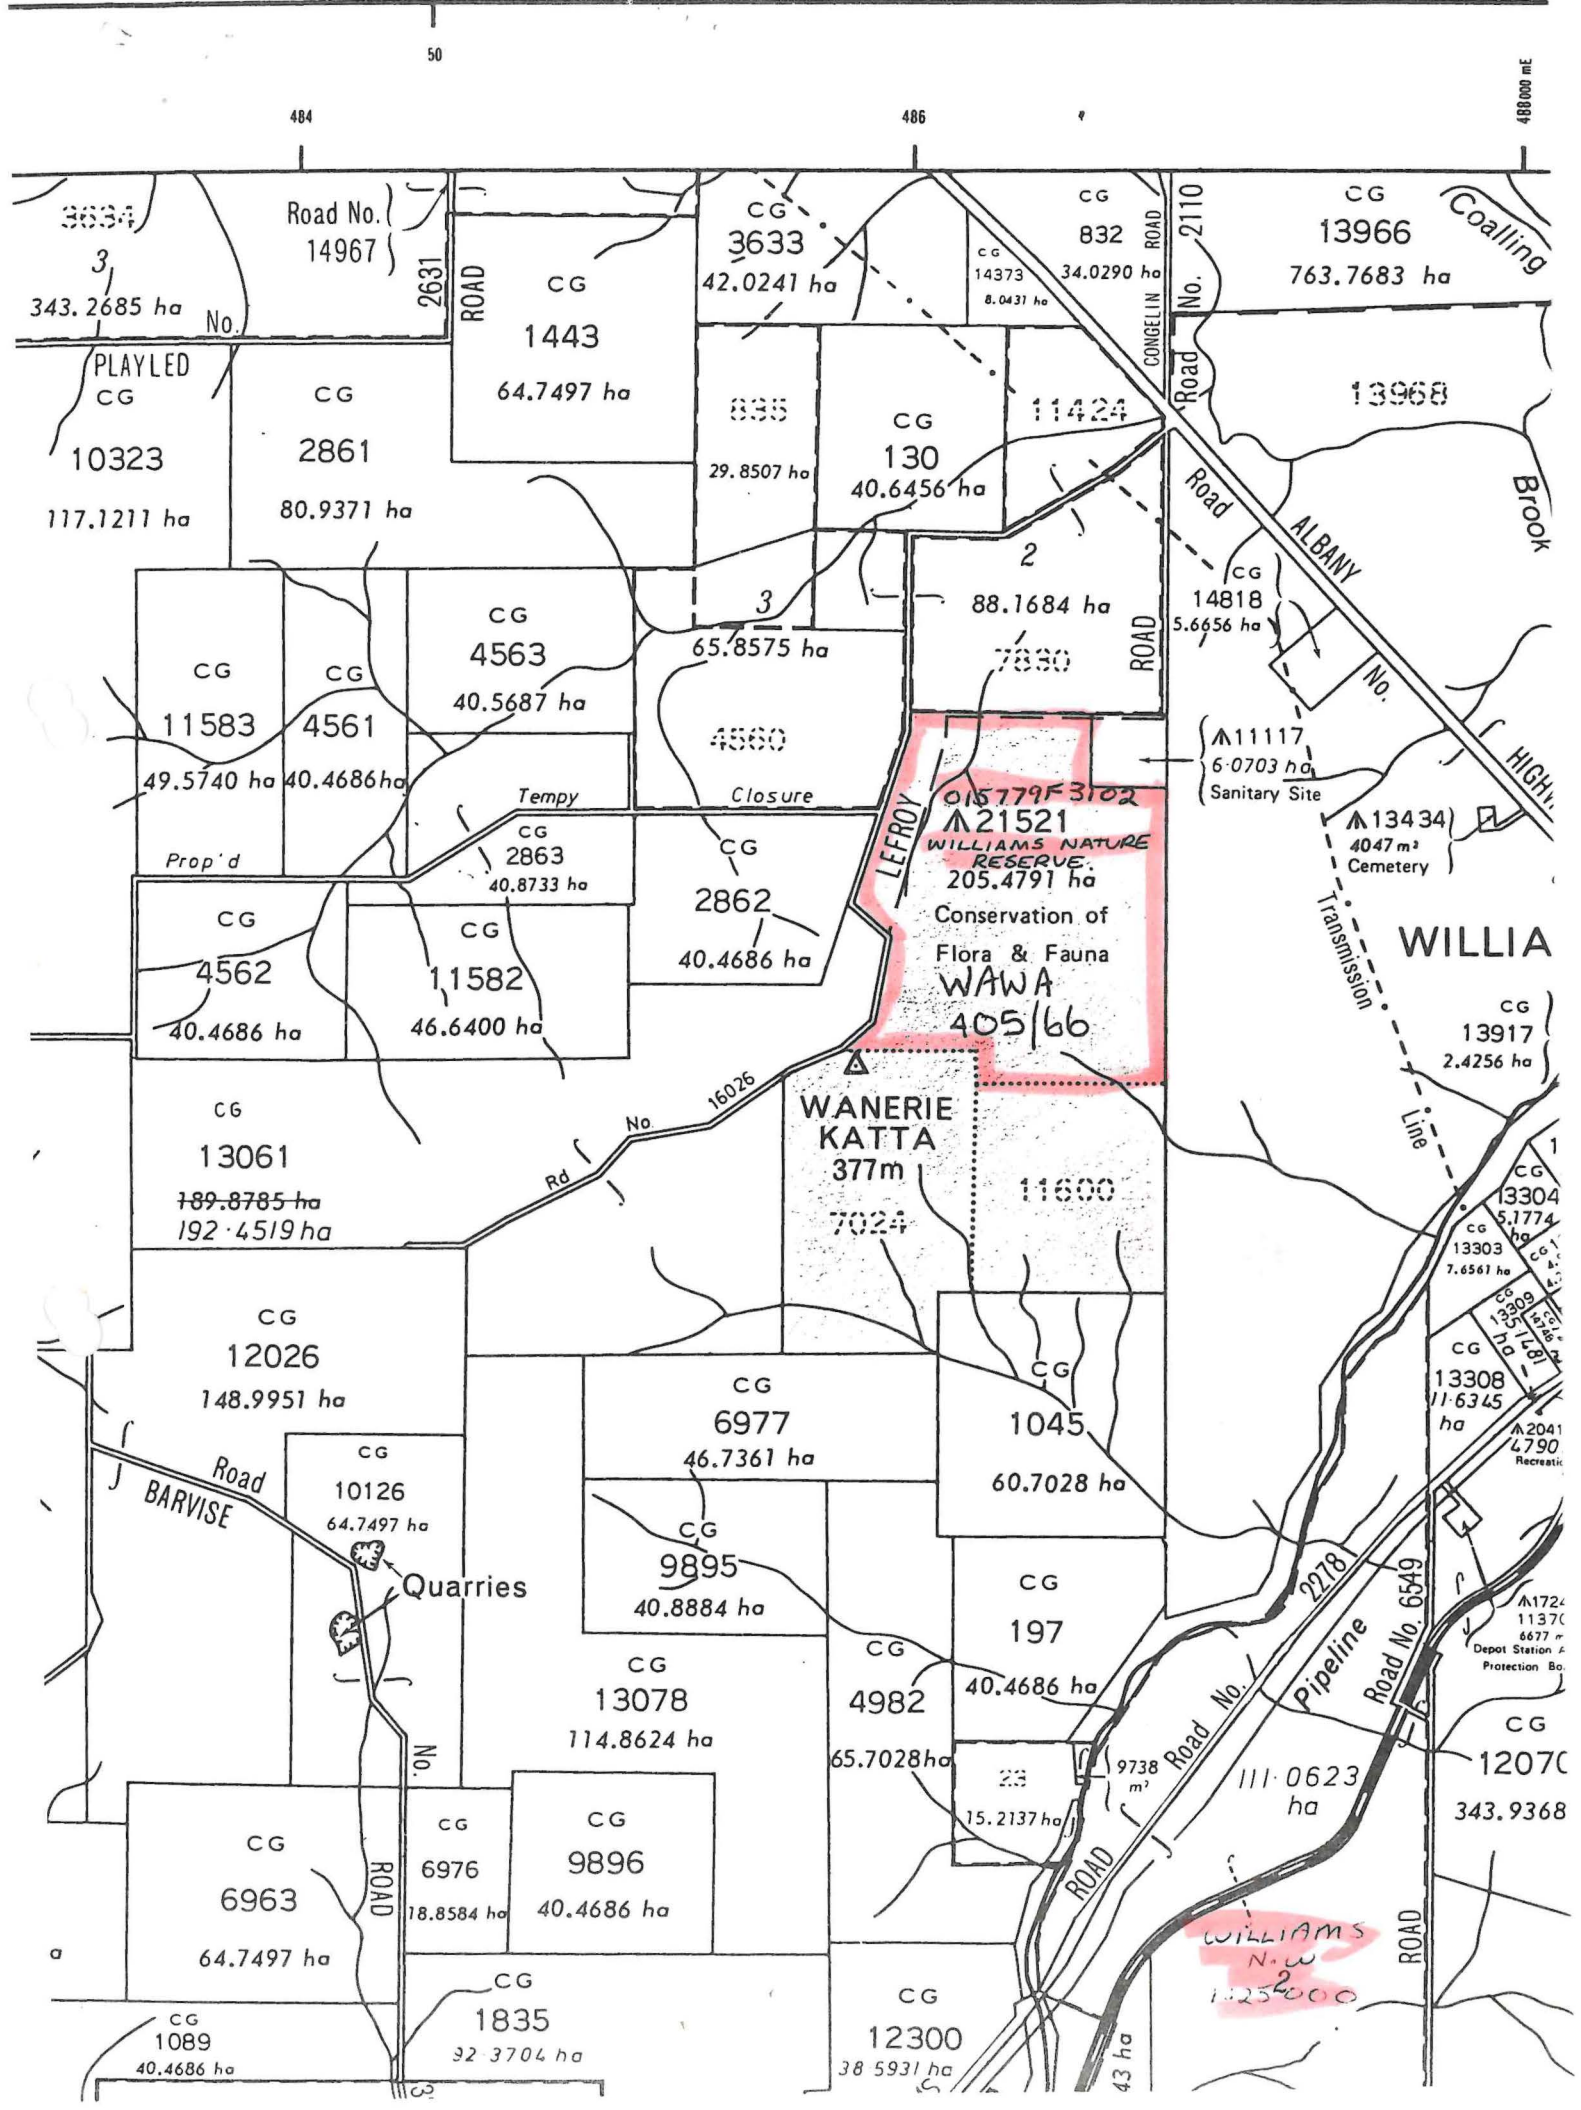 50
484
486
488000 mE
3634
3
343.2685 ha
Road No.
14967
2631
ROAD
No.
PLAYLED
CG
1443
64.7497 ha
CG
3633
42.0241 ha
CG
14373
8.0431 ha
CG
832
34.0290 ha
CONGELIN ROAD
Road No. 2110
CG
13966
763.7683 ha
Coalling
Brook
CG
10323
117.1211 ha
CG
2861
80.9371 ha
835
29.8507 ha
CG
130
40.6456 ha
11424
13968
Road
No.
ALBANY
2
88.1684 ha
7830
ROAD
CG
14818
5.6656 ha
CG
11583
49.5740 ha
CG
4561
40.4686 ha
CG
4563
40.5687 ha
3
65.8575 ha
4560
Prop'd
Tempy
Closure
LEFROY
015779F3102
21521
WILLIAMS NATURE
RESERVE.
205.4791 ha
Conservation of
Flora & Fauna
WAWA
405/66
11117
6.0703 ha
Sanitary Site
13434
4047 m²
Cemetery
Transmission
Line
WILLIA
CG
13917
2.4256 ha
CG
2863
40.8733 ha
CG
2862
40.4686 ha
CG
4562
40.4686 ha
CG
11582
46.6400 ha
CG
13061
189.8785 ha
192.4519 ha
Rd
No.
16026
WANERIE
KATTA
377m
7024
11600
CG
13304
5.1774
ha
CG
13303
7.6561 ha
CG
13309
35.1481
ha
CG
13308
11.6345
ha
2041
4790
CG
12026
148.9951 ha
CG
6977
46.7361 ha
CG
1045
60.7028 ha
Road
BARVISE
CG
10126
64.7497 ha
Quarries
CG
9895
40.8884 ha
CG
197
40.4686 ha
2278
Pipeline
Road No. 6549
1724
6677
Depot Station
Protection Bo
CG
13078
114.8624 ha
CG
4982
65.7028 ha
No.
ROAD
23
15.2137 ha
9738
m²
Road No.
ROAD
111.0623
ha
CG
1207
343.9368
CG
6963
64.7497 ha
CG
6976
18.8584 ha
CG
9896
40.4686 ha
a
WILLIAMS
N.W
2
1:25000
ROAD
CG
1089
40.4686 ha
CG
1835
32.3704 ha
CG
12300
38.5931 ha
43 ha